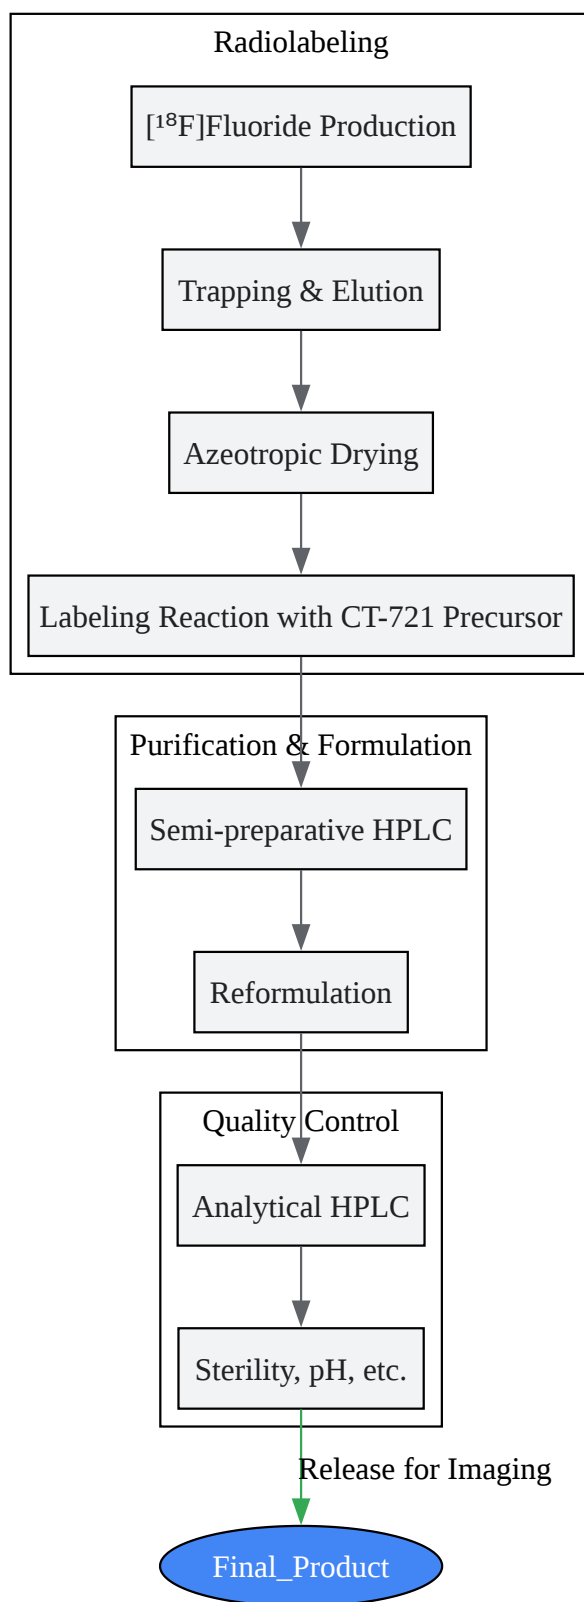 Radiolabeling
[¹⁸F]Fluoride Production
Trapping & Elution
Azeotropic Drying
Labeling Reaction with CT-721 Precursor
Purification & Formulation
Semi-preparative HPLC
Reformulation
Quality Control
Analytical HPLC
Sterility, pH, etc.
Release for Imaging
Final_Product